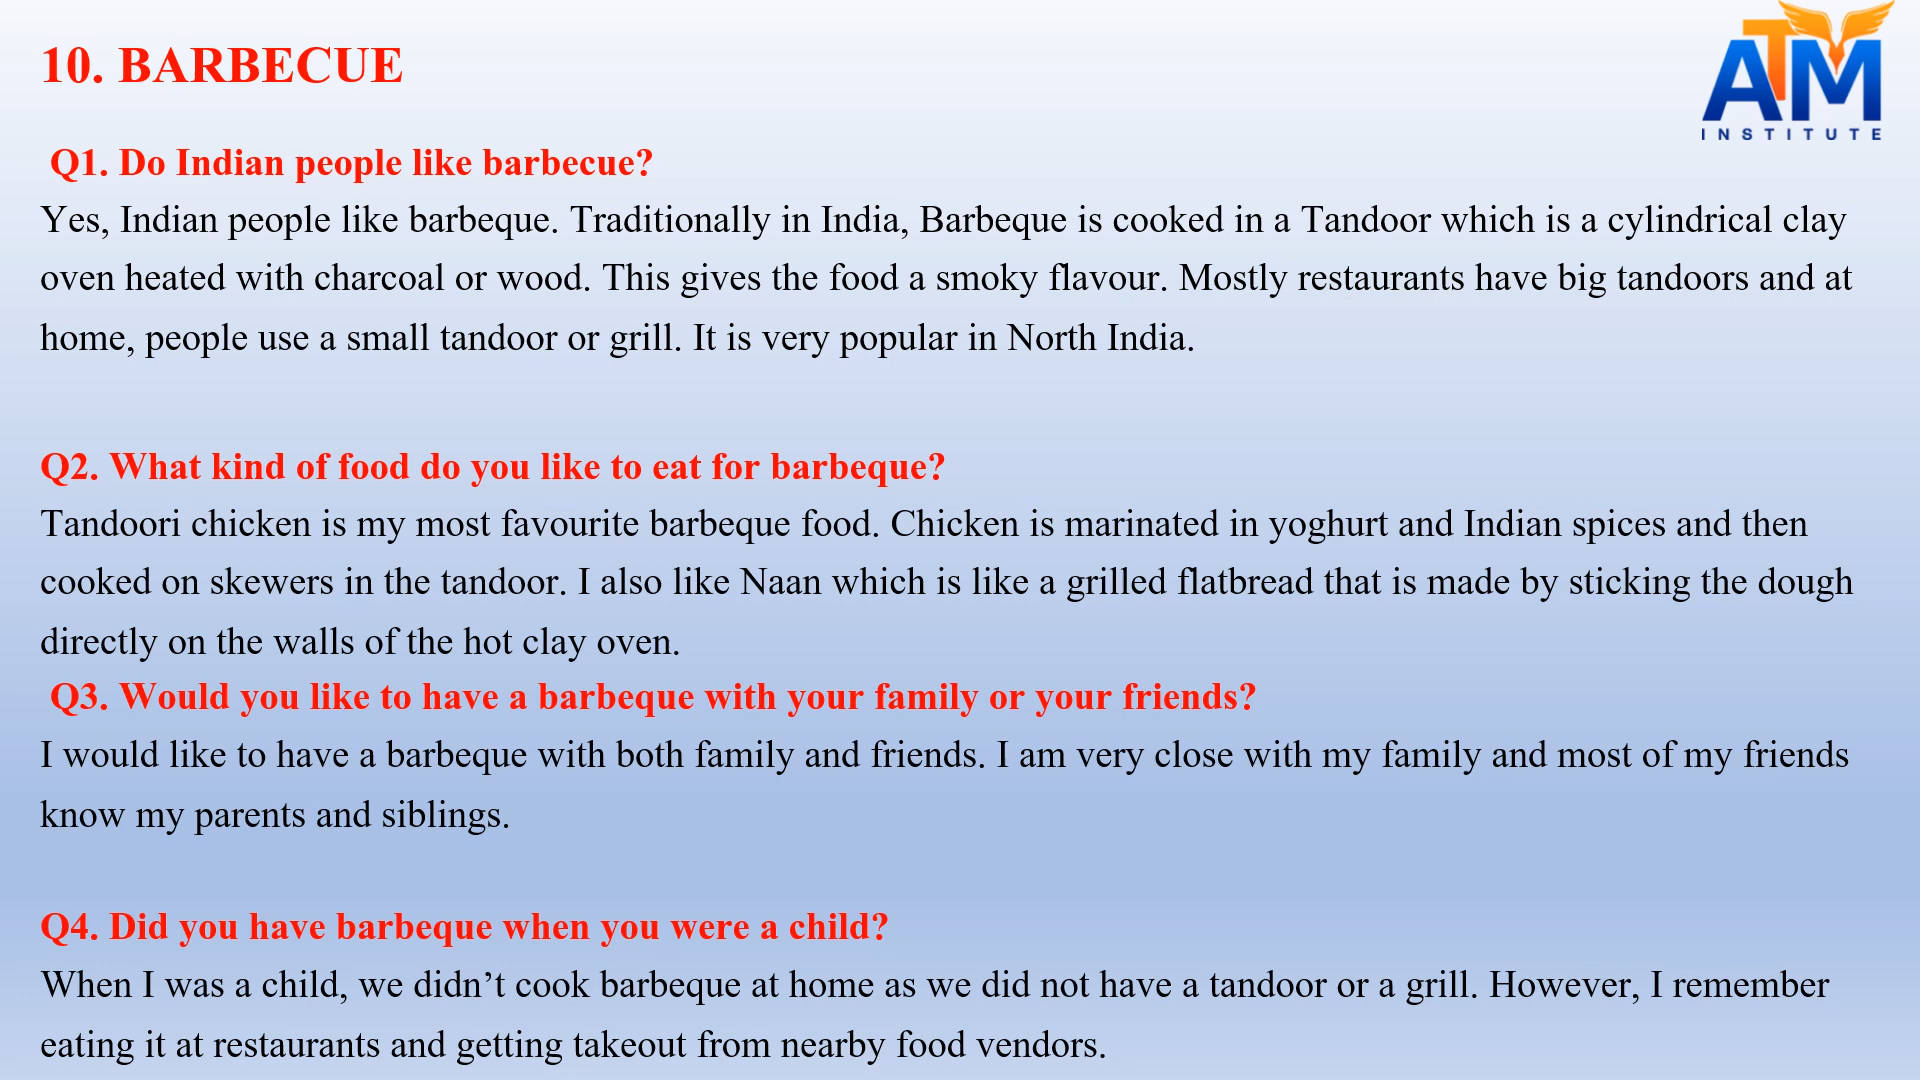 10. BARBECUE
ATM
INSTITUTE
Q1. Do Indian people like barbecue?
Yes, Indian people like barbeque. Traditionally in India, Barbeque is cooked in a Tandoor which is a cylindrical clay
oven heated with charcoal or wood. This gives the food a smoky flavour. Mostly restaurants have big tandoors and at
home, people use a small tandoor or grill. It is very popular in North India.
Q2. What kind of food do you like to eat for barbeque?
Tandoori chicken is my most favourite barbeque food. Chicken is marinated in yoghurt and Indian spices and then
cooked on skewers in the tandoor. I also like Naan which is like a grilled flatbread that is made by sticking the dough
directly on the walls of the hot clay oven.
Q3. Would you like to have a barbeque with your family or your friends?
I would like to have a barbeque with both family and friends. I am very close with my family and most of my friends
know my parents and siblings.
Q4. Did you have barbeque when you were a child?
When I was a child, we didn’t cook barbeque at home as we did not have a tandoor or a grill. However, I remember
eating it at restaurants and getting takeout from nearby food vendors.